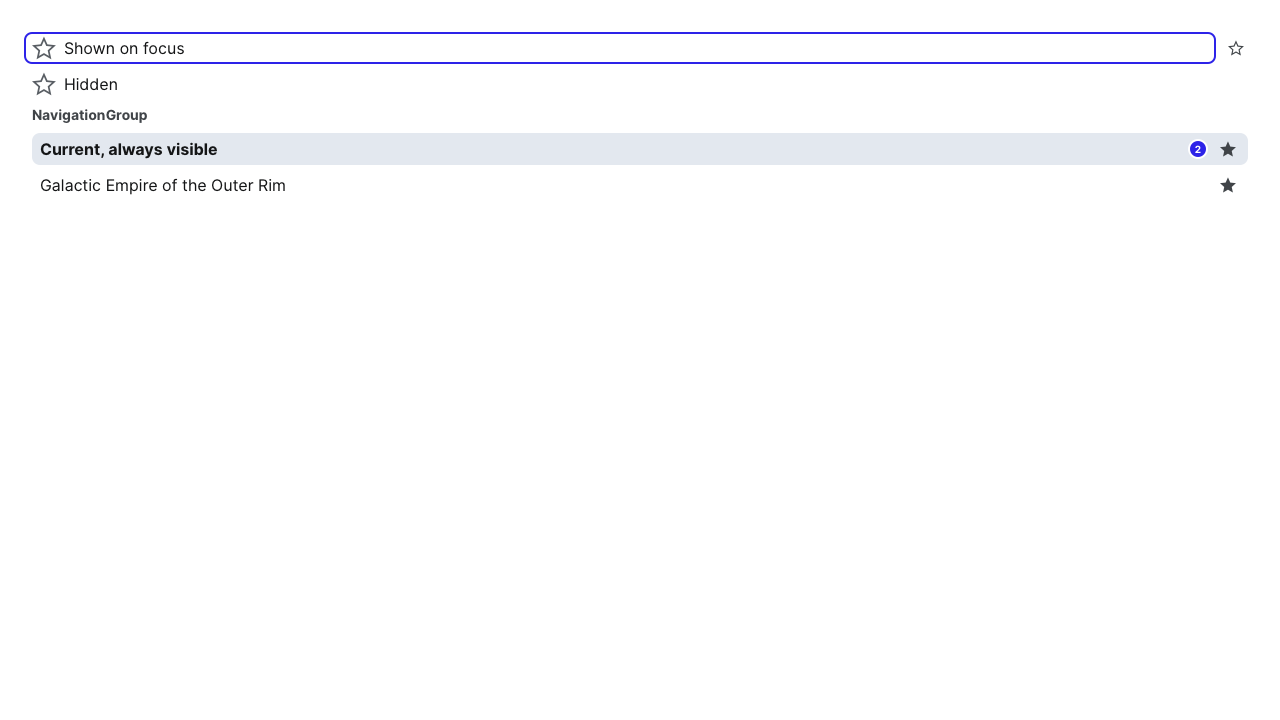 Shown on focus
Hidden
NavigationGroup
Current, always visible 2
Galactic Empire of the Outer Rim